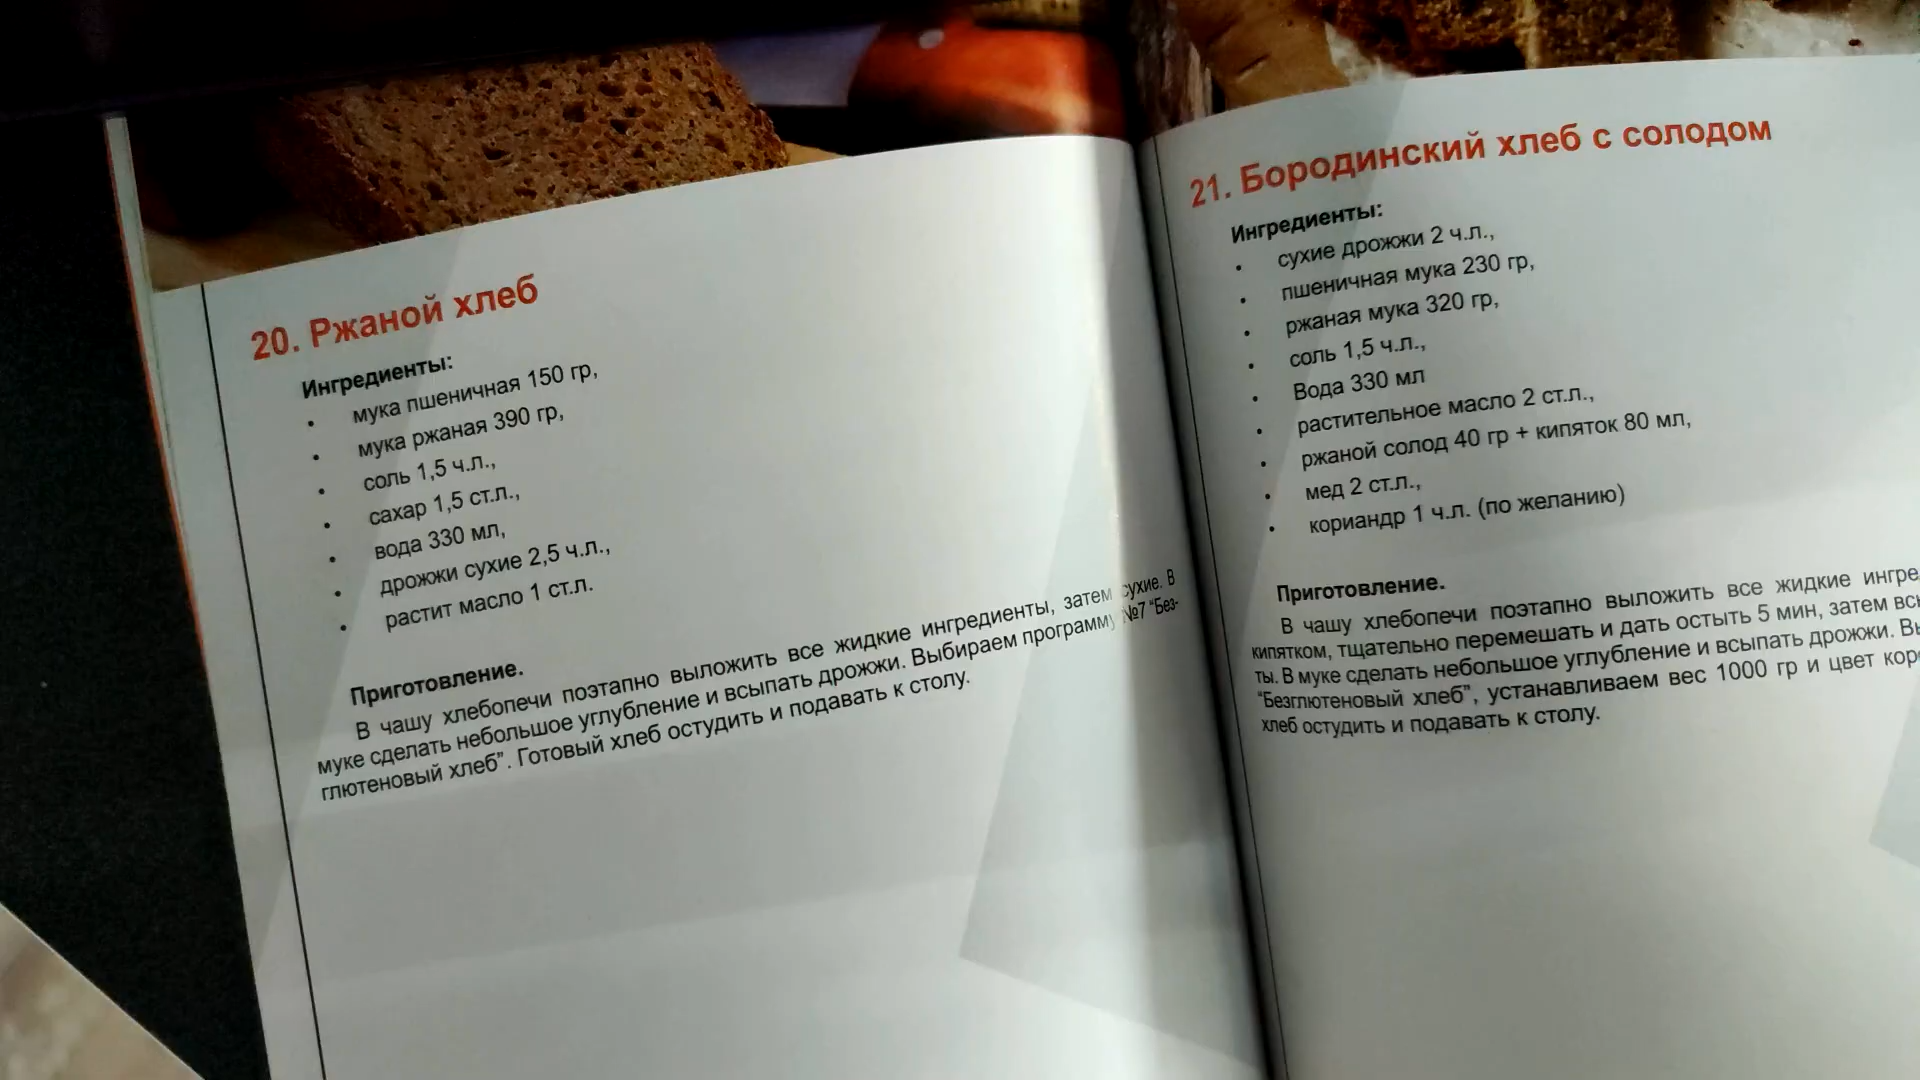 20. Ржаной хлеб
Ингредиенты:
• мука пшеничная 150 гр,
• мука ржаная 390 гр,
• соль 1,5 ч.л.,
• сахар 1,5 ст.л.,
• вода 330 мл,
• дрожжи сухие 2,5 ч.л.,
• растит масло 1 ст.л.
Приготовление.
В чашу хлебопечи поэтапно выложить все жидкие ингредиенты, затем сухие. В
муке сделать небольшое углубление и всыпать дрожжи. Выбираем программу №7 “Без-
глютеновый хлеб”. Готовый хлеб остудить и подавать к столу.
21. Бородинский хлеб с солодом
Ингредиенты:
• сухие дрожжи 2 ч.л.,
• пшеничная мука 230 гр,
• ржаная мука 320 гр,
• соль 1,5 ч.л.,
• Вода 330 мл
• растительное масло 2 ст.л.,
• ржаной солод 40 гр + кипяток 80 мл,
• мед 2 ст.л.,
• кориандр 1 ч.л. (по желанию)
Приготовление.
В чашу хлебопечи поэтапно выложить все жидкие
кипятком, тщательно перемешать и дать остыть 5 мин, затем
ты. В муке сделать небольшое углубление и всыпать дрожжи.
“Безглютеновый хлеб”, устанавливаем вес 1000 гр и цвет
хлеб остудить и подавать к столу.